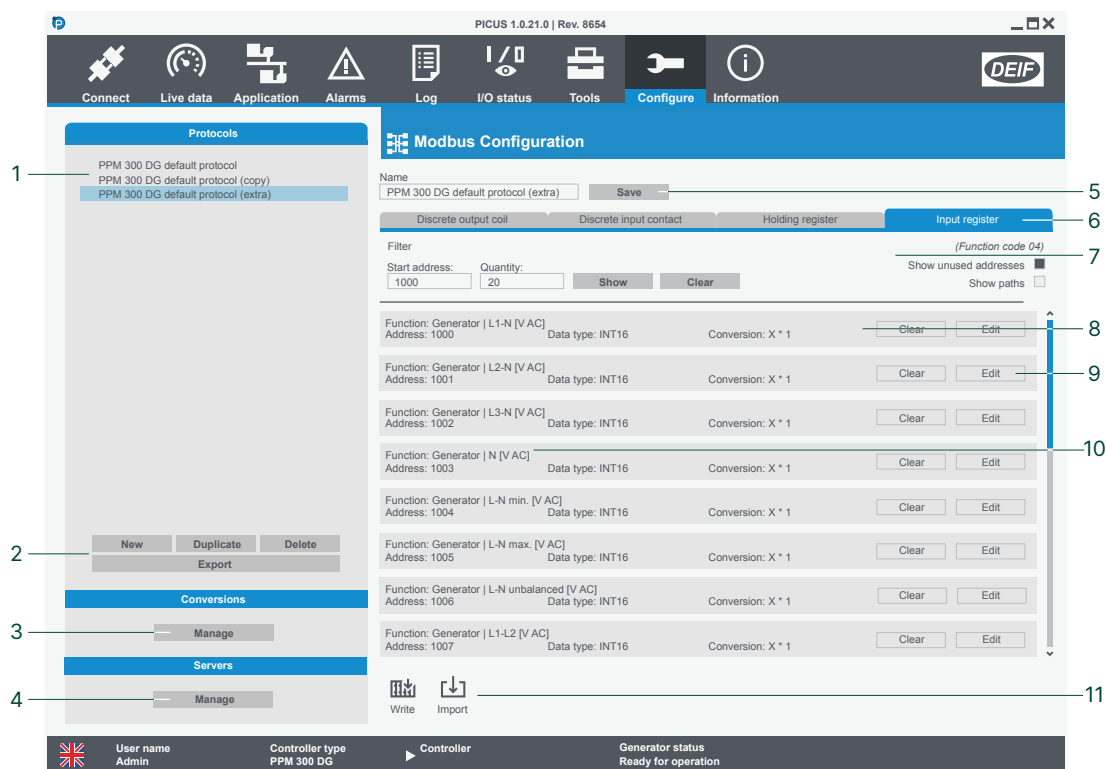 PICUS 1.0.21.0 | Rev. 8654
Connect
Live data
Application
Alarms
Log
I/O status
Tools
Configure
Information
DEIF
Protocols
PPM 300 DG default protocol
PPM 300 DG default protocol (copy)
PPM 300 DG default protocol (extra)
New
Duplicate
Delete
Export
Conversions
Manage
Servers
Manage
1
2
3
4
Modbus Configuration
Name
PPM 300 DG default protocol (extra)
Save
Discrete output coil
Discrete input contact
Holding register
Input register
Filter
(Function code 04)
Start address:
Quantity:
Show unused addresses
1000
20
Show
Clear
Show paths
Function: Generator | L1-N [V AC]
Address: 1000 Data type: INT16 Conversion: X * 1
Clear
Edit
Function: Generator | L2-N [V AC]
Address: 1001 Data type: INT16 Conversion: X * 1
Clear
Edit
Function: Generator | L3-N [V AC]
Address: 1002 Data type: INT16 Conversion: X * 1
Clear
Edit
Function: Generator | N [V AC]
Address: 1003 Data type: INT16 Conversion: X * 1
Clear
Edit
Function: Generator | L-N min. [V AC]
Address: 1004 Data type: INT16 Conversion: X * 1
Clear
Edit
Function: Generator | L-N max. [V AC]
Address: 1005 Data type: INT16 Conversion: X * 1
Clear
Edit
Function: Generator | L-N unbalanced [V AC]
Address: 1006 Data type: INT16 Conversion: X * 1
Clear
Edit
Function: Generator | L1-L2 [V AC]
Address: 1007 Data type: INT16 Conversion: X * 1
Clear
Edit
Write
Import
5
6
7
8
9
10
11
User name
Admin
Controller type
PPM 300 DG
Controller
Generator status
Ready for operation